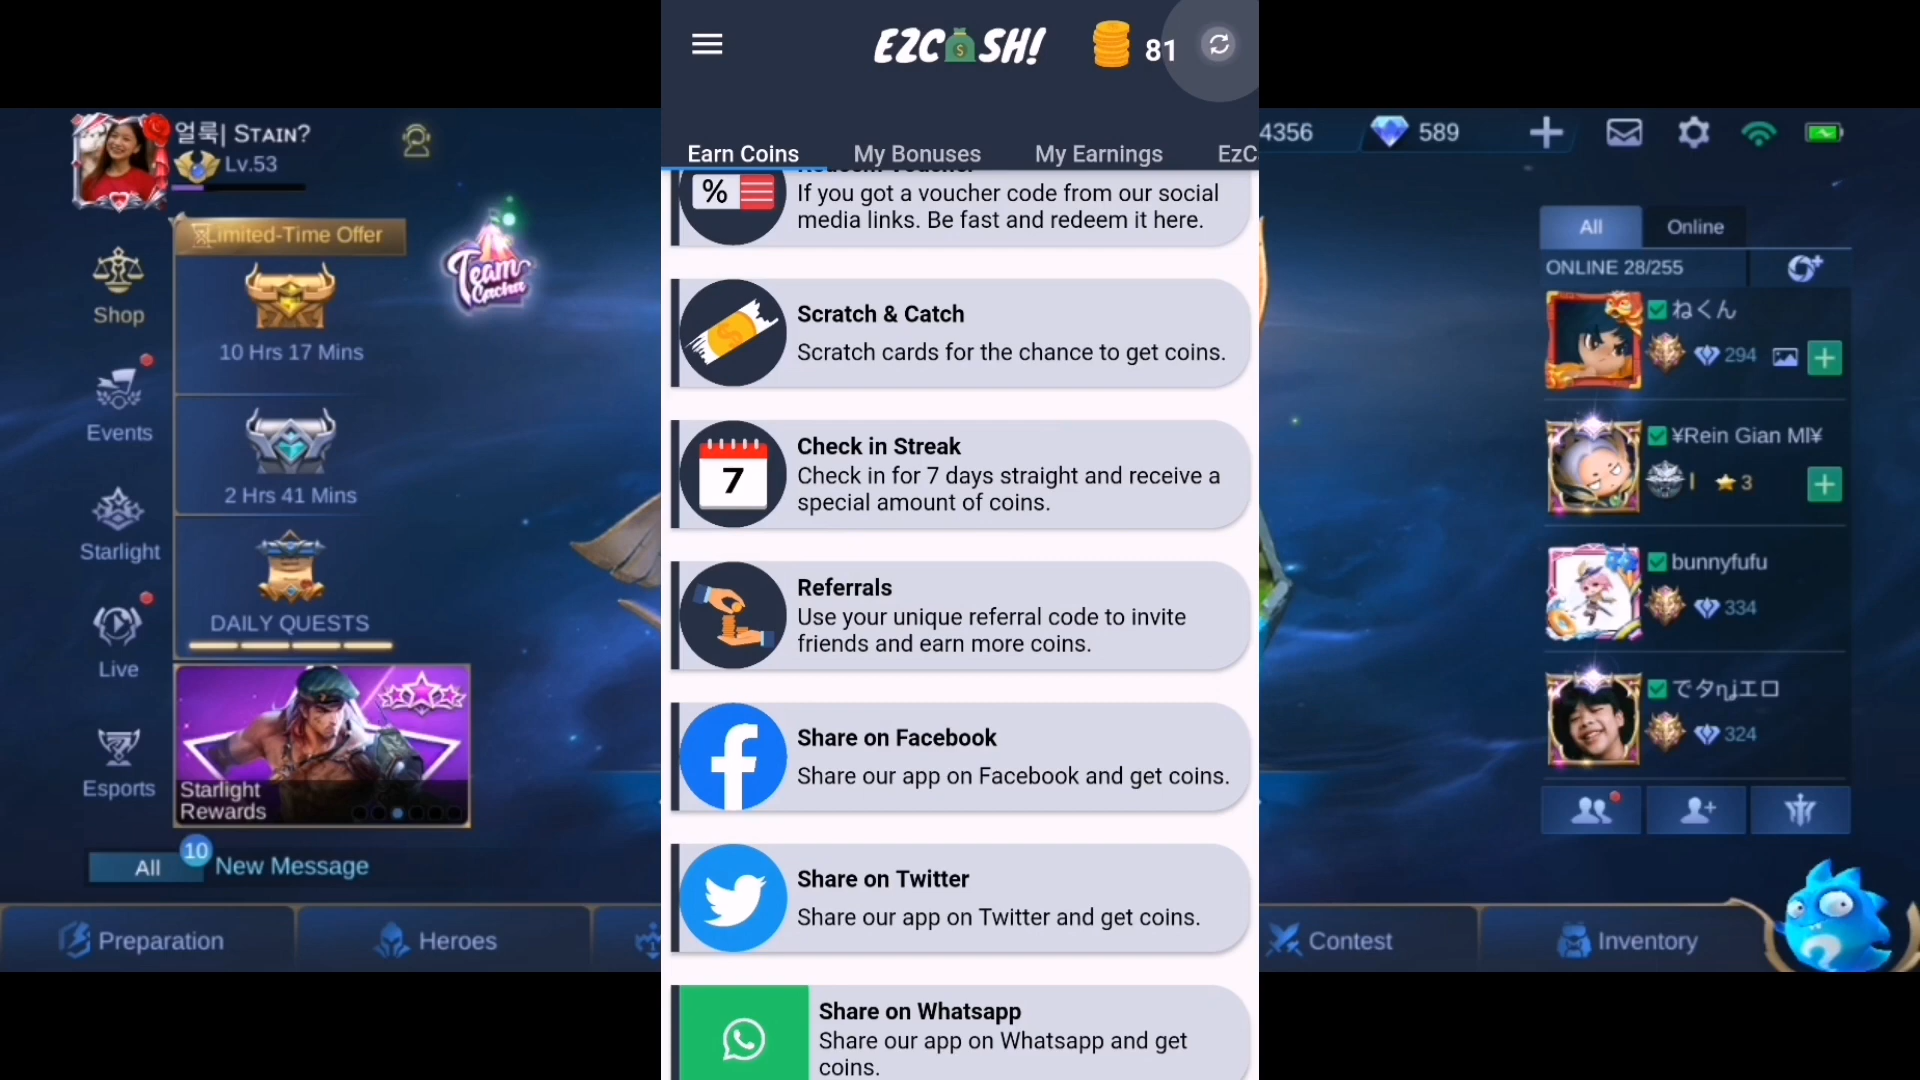 얼룩| STAIN?
Lv.53
Limited-Time Offer
10 Hrs 17 Mins
2 Hrs 41 Mins
DAILY QUESTS
Shop
Events
Starlight
Live
Esports
Team
Cacha
Starlight
Rewards
All
10
New Message
Preparation
Heroes
EZC SH!
81
Earn Coins
My Bonuses
My Earnings
EzC
%
If you got a voucher code from our social
media links. Be fast and redeem it here.
Scratch & Catch
Scratch cards for the chance to get coins.
7
Check in Streak
Check in for 7 days straight and receive a
special amount of coins.
Referrals
Use your unique referral code to invite
friends and earn more coins.
Share on Facebook
Share our app on Facebook and get coins.
Share on Twitter
Share our app on Twitter and get coins.
Share on Whatsapp
Share our app on Whatsapp and get
coins.
4356
589
All
Online
ONLINE 28/255
ねくん
294
¥Rein Gian MI¥
I
3
bunnyfufu
334
324
Contest
Inventory